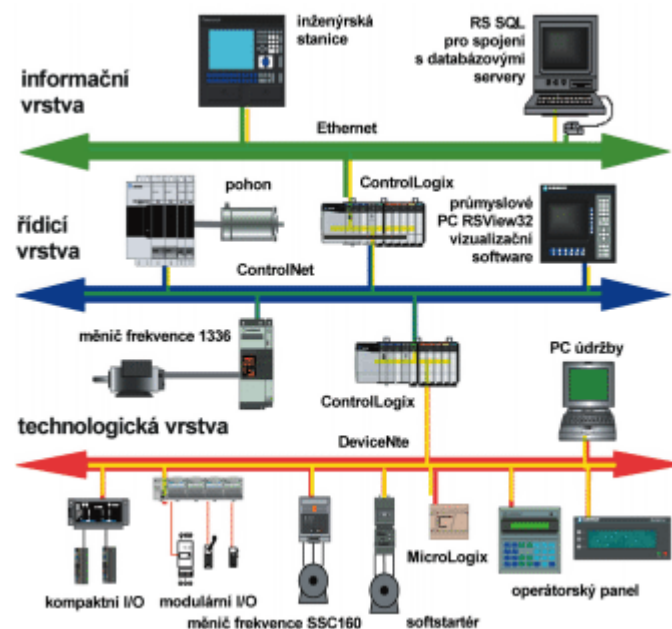 inženýrská
stanice
RS SQL
pro spojení
s databázovými
servery
informační
vrstva
Ethernet
pohon
ControlLogix
průmyslové
PC RSView32
vizualizační
software
řídicí
vrstva
ControlNet
měnič frekvence 1336
ControlLogix
PC údržby
technologická vrstva
DeviceNte
kompaktní I/O
modulární I/O
měnič frekvence SSC160
softstartér
MicroLogix
operátorský panel